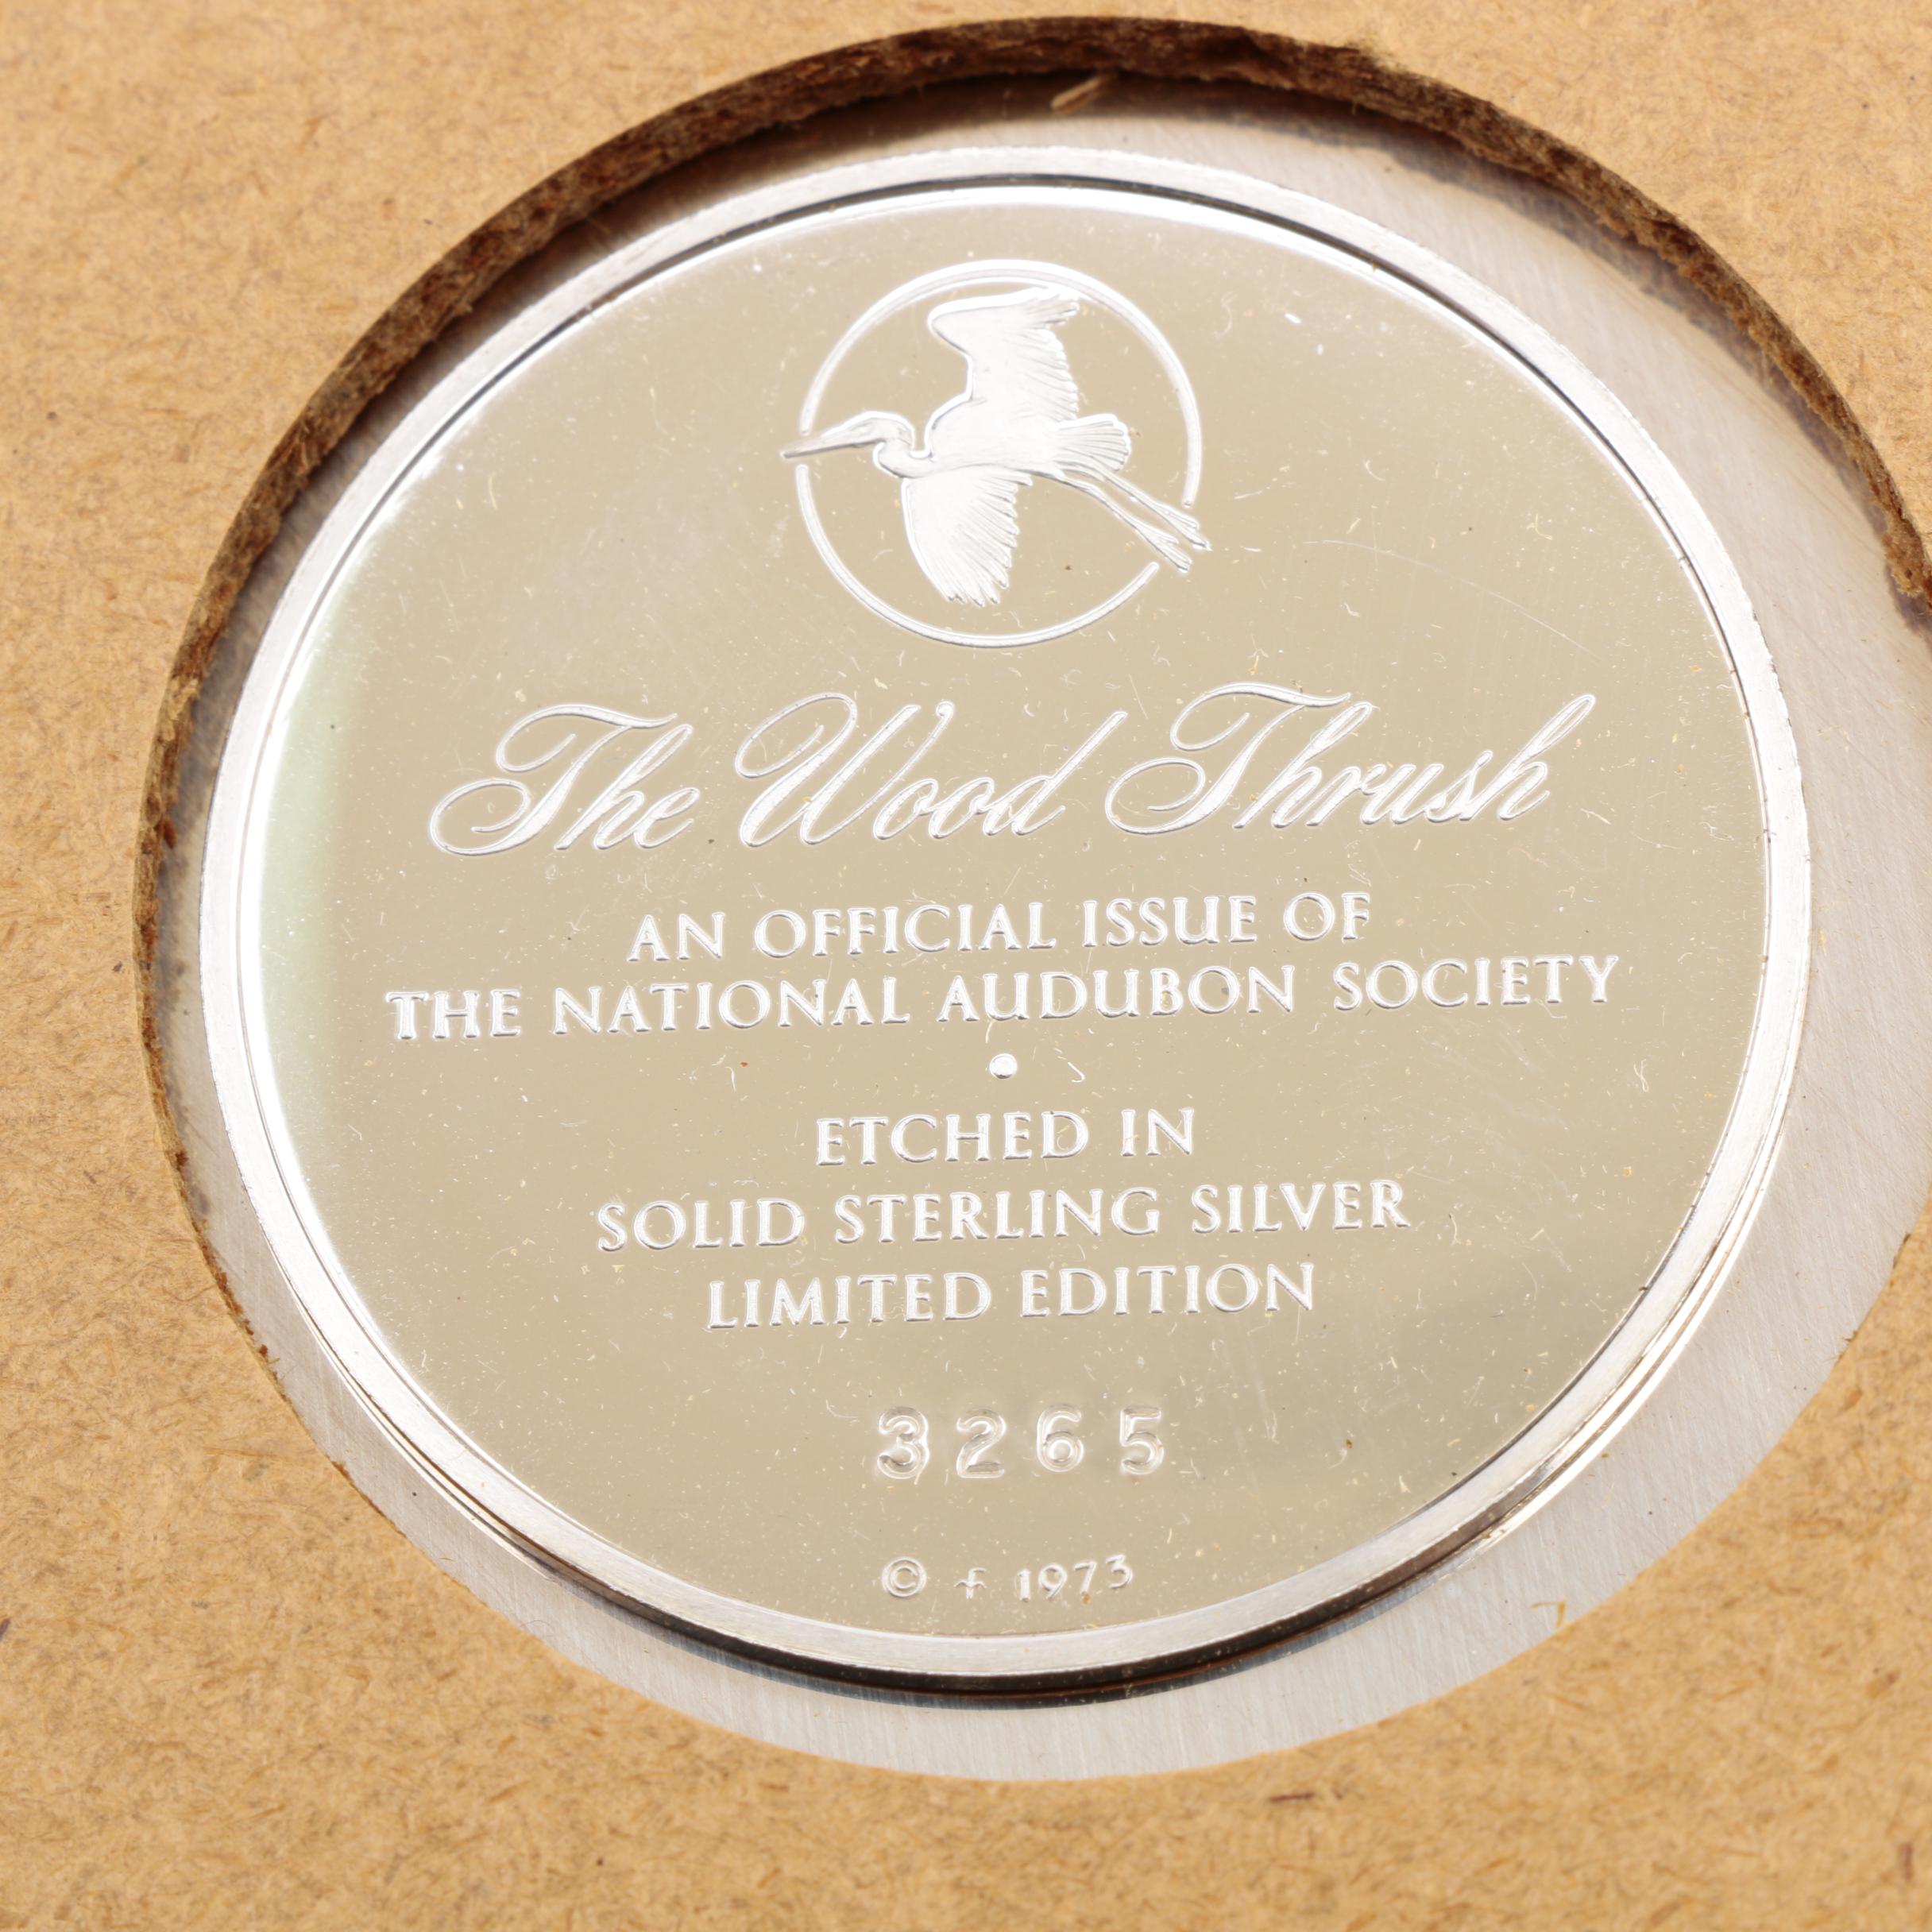 The Wood Thrush
AN OFFICIAL ISSUE OF
THE NATIONAL AUDUBON SOCIETY
•
ETCHED IN
SOLID STERLING SILVER
LIMITED EDITION
3265
© f 1973